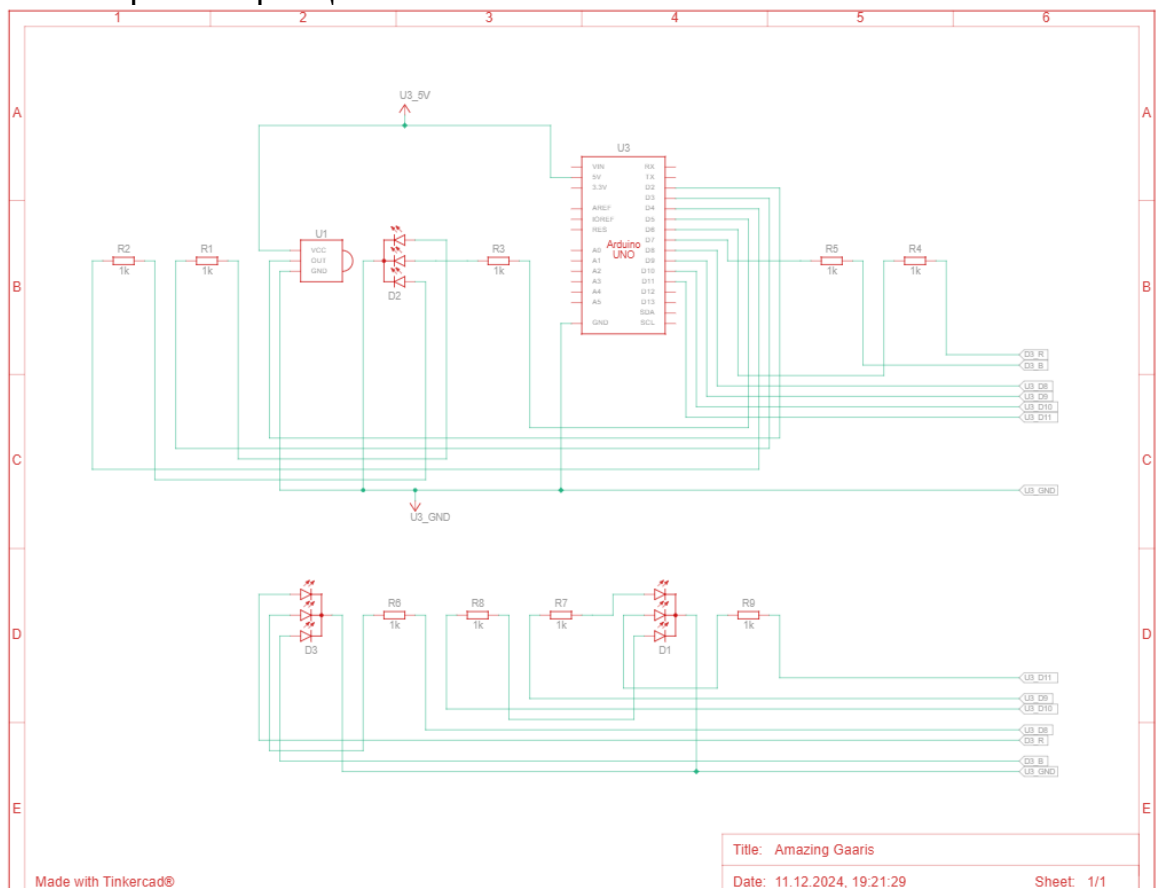 1 2 3 4 5 6
A A
U3_5V
U3
VIN RX
5V TX
3.3V D2
D3
AREF D4
IOREF D5
RES D6
D7
A0 D8
A1 D9
A2 D10
A3 D11
A4 D12
A5 D13
SDA
GND SCL
Arduino
UNO
R2
1k
R1
1k
U1
VCC
OUT
GND
D2
R3
1k
R5
1k
R4
1k
B B
D3_R
D3_B
U3_D8
U3_D9
U3_D10
U3_D11
C C
U3_GND
U3_GND
D3
R6
1k
R8
1k
R7
1k
D1
R9
1k
D D
U3_D11
U3_D9
U3_D10
U3_D8
D3_R
D3_B
U3_GND
E E
Title: Amazing Gaaris
Made with Tinkercad®
Date: 11.12.2024, 19:21:29
Sheet: 1/1